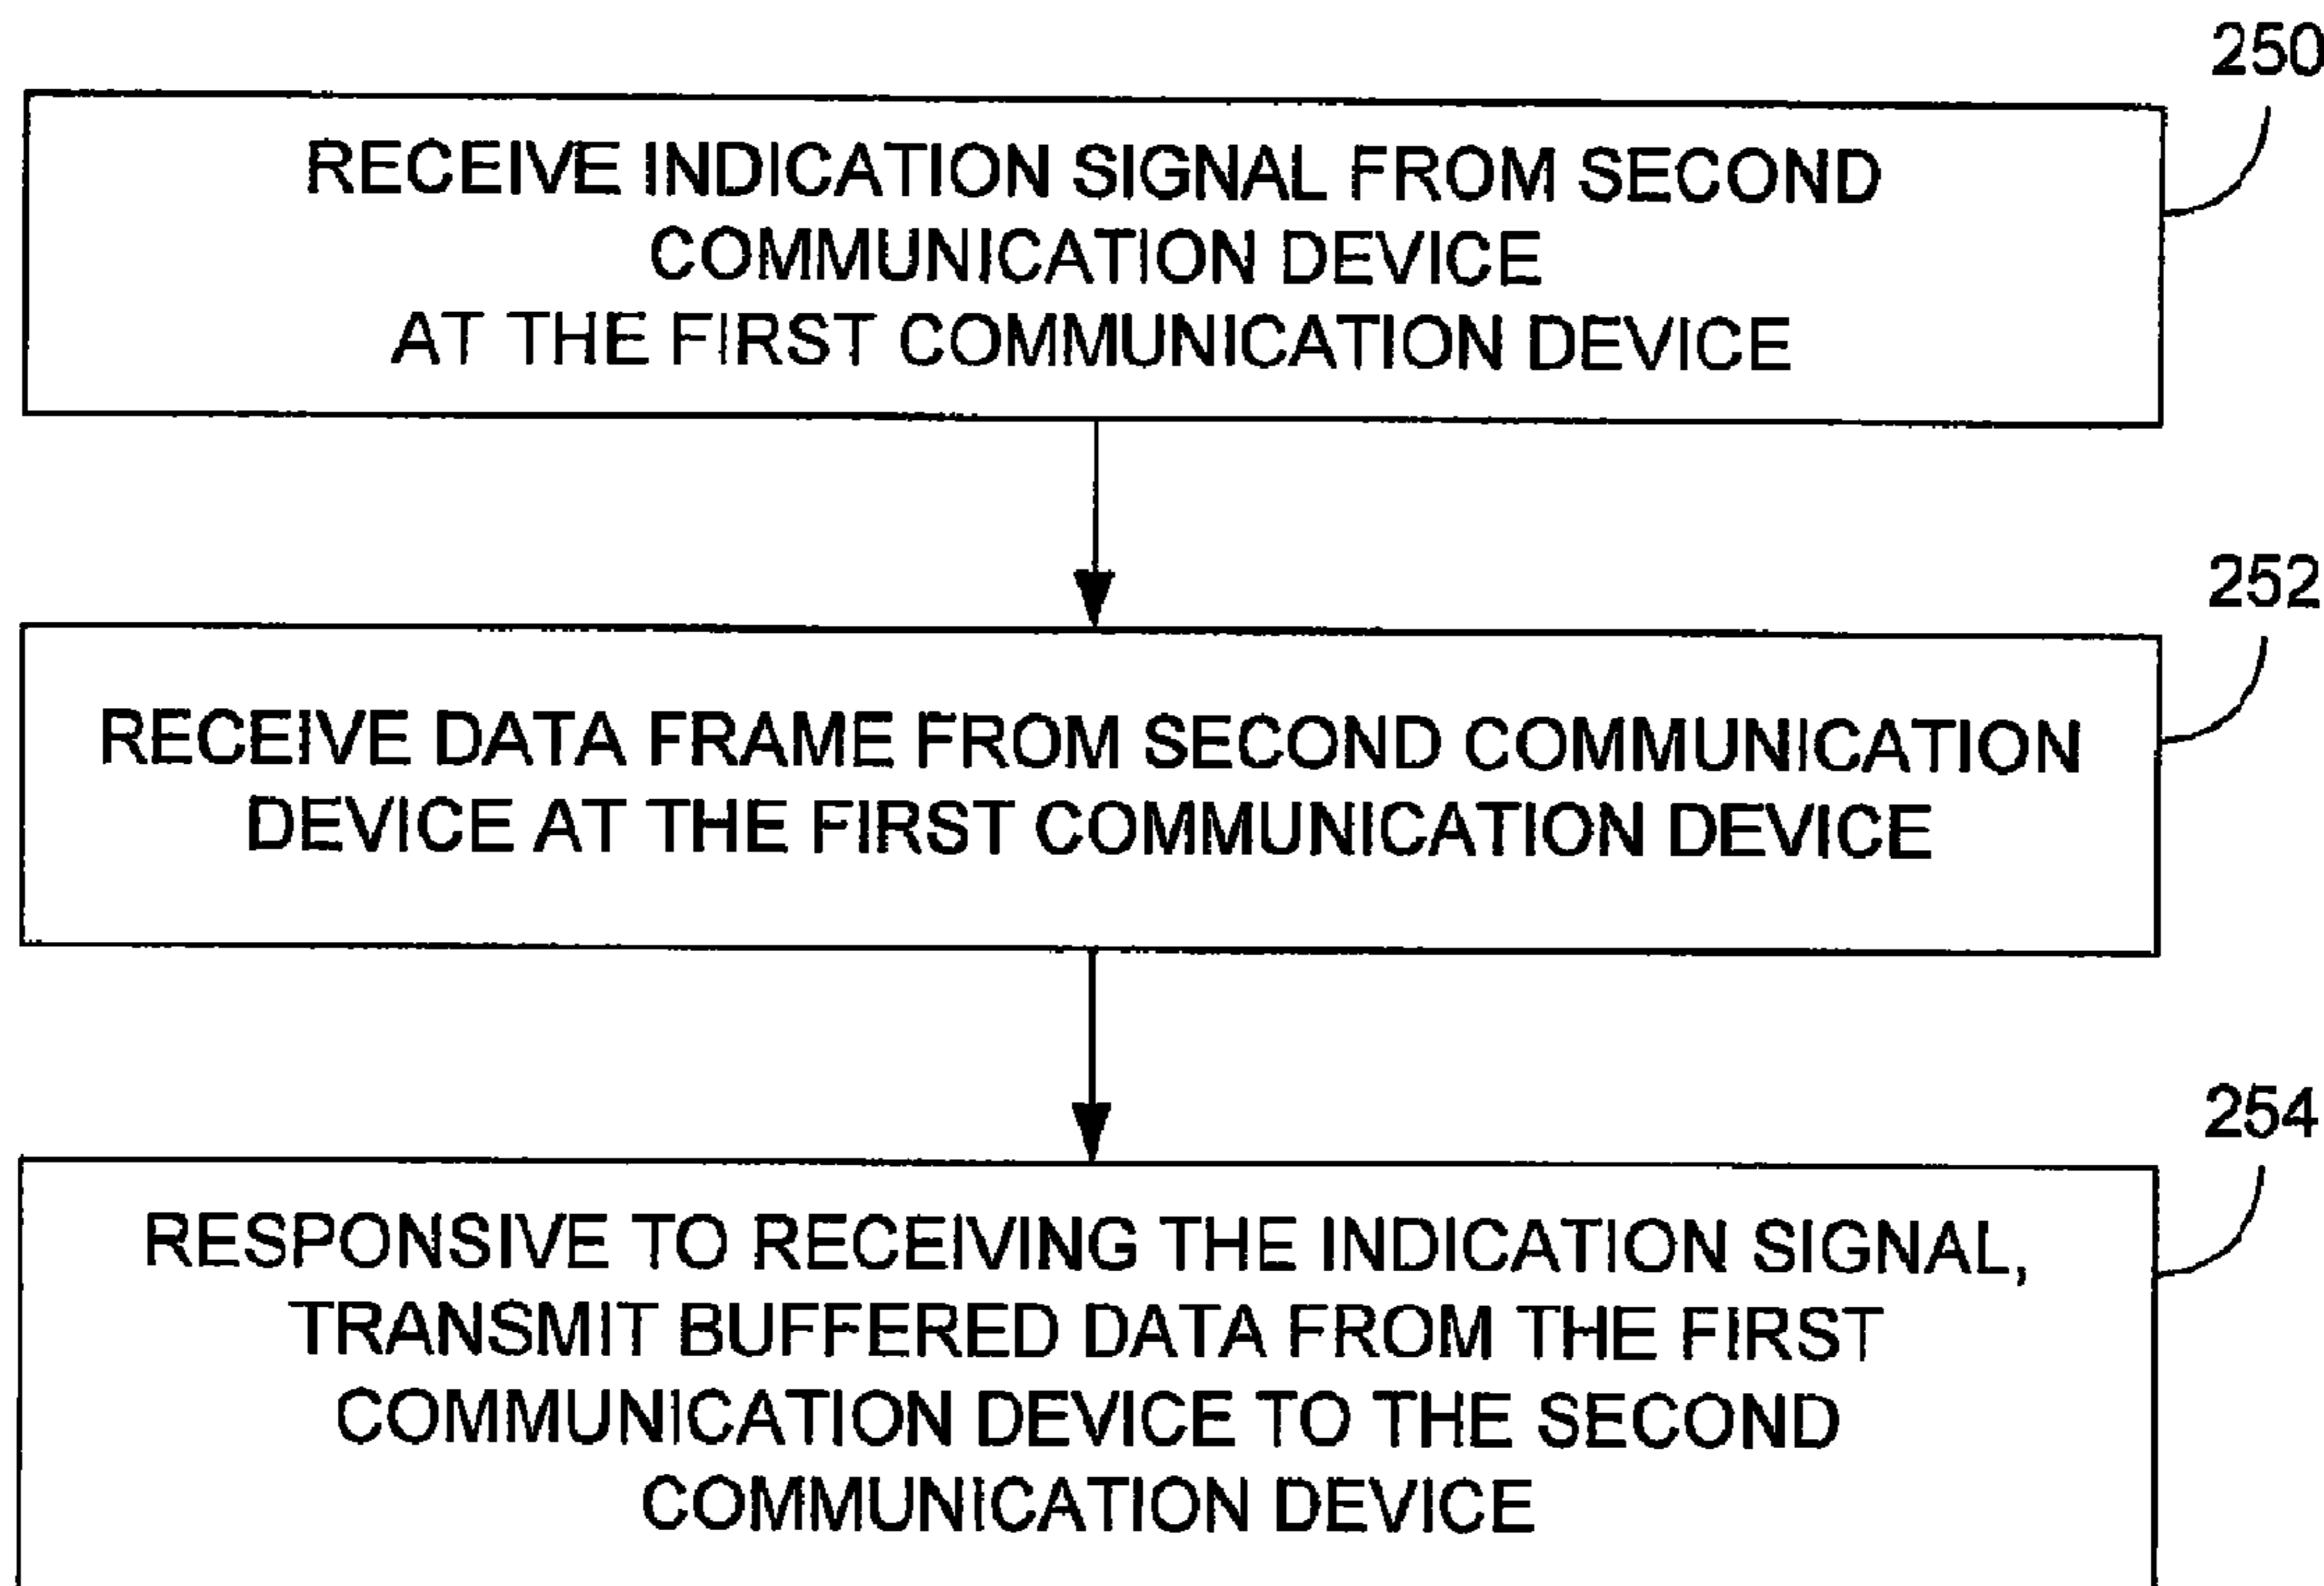 250
RECEIVE INDICATION SIGNAL FROM SECOND
COMMUNICATION DEVICE
AT THE FIRST COMMUNICATION DEVICE
252
RECEIVE DATA FRAME FROM SECOND COMMUNICATION
DEVICE AT THE FIRST COMMUNICATION DEVICE
254
RESPONSIVE TO RECEIVING THE INDICATION SIGNAL,
TRANSMIT BUFFERED DATA FROM THE FIRST
COMMUNICATION DEVICE TO THE SECOND
COMMUNICATION DEVICE